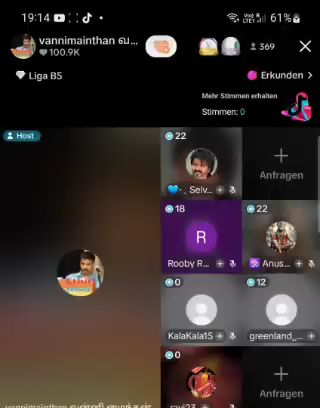 19:14
61%
vannimainthan வ...
100.9K
369
Liga B5
Erkunden >
Mehr Stimmen erhalten
Stimmen: 0
Host
22
Selv...
Anfragen
18
R
Rooby R...
22
Anus...
0
KalaKala15
12
greenland_...
0
Anfragen